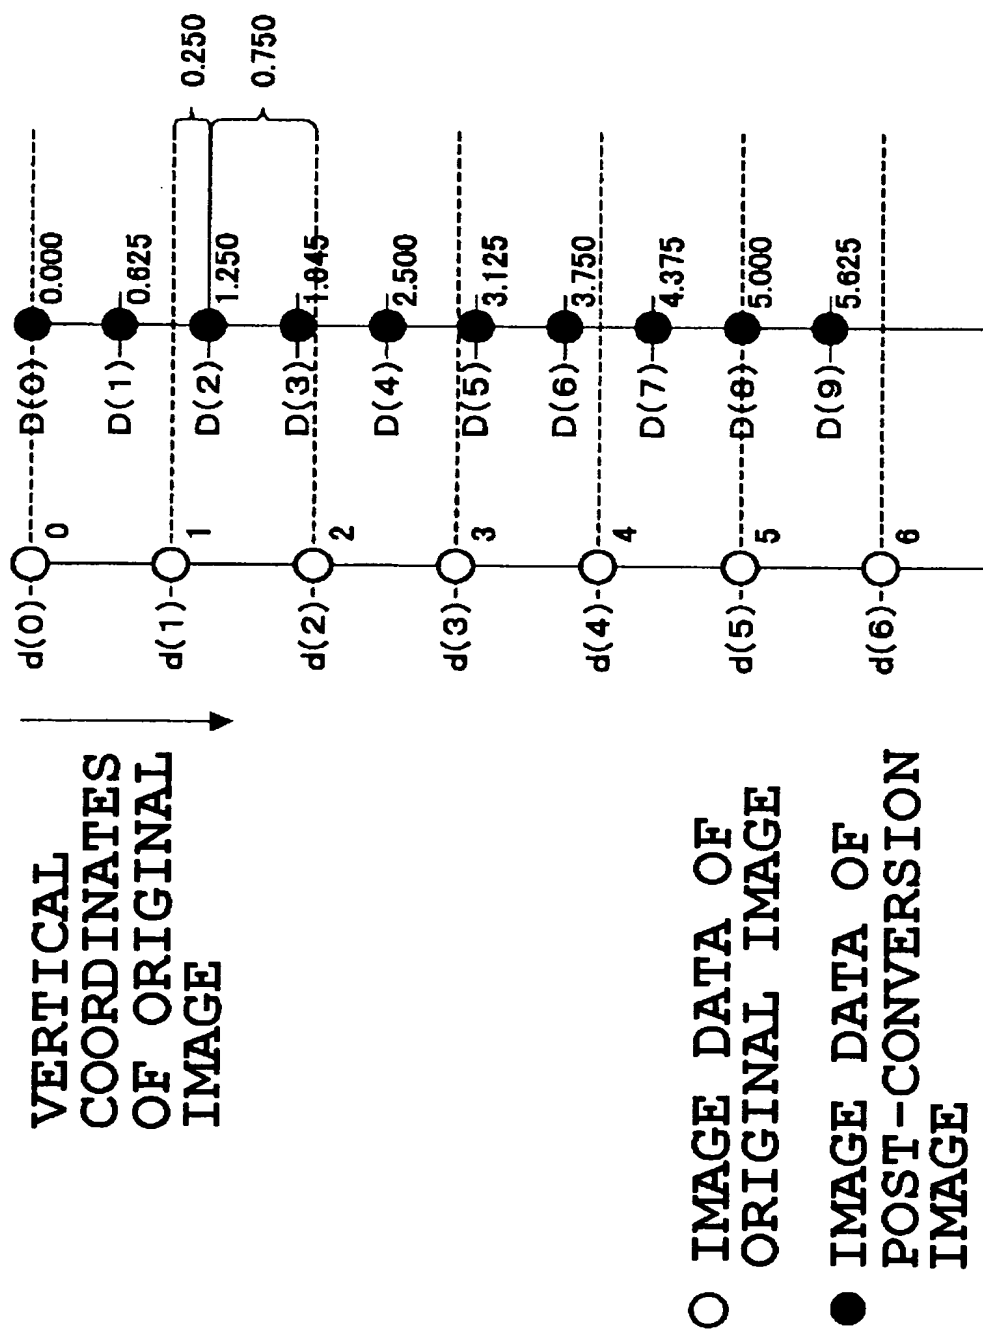 VERTICAL
COORDINATES
OF ORIGINAL
IMAGE
d(0)
0
d(1)
1
d(2)
2
d(3)
3
d(4)
4
d(5)
5
d(6)
6
D(0)
0.000
D(1)
0.625
D(2)
1.250
D(3)
D(4)
2.500
D(5)
3.125
D(6)
3.750
D(7)
4.375
D(8)
5.000
D(9)
5.625
0.250
0.750
IMAGE DATA OF
ORIGINAL IMAGE
IMAGE DATA OF
POST-CONVERSION
IMAGE